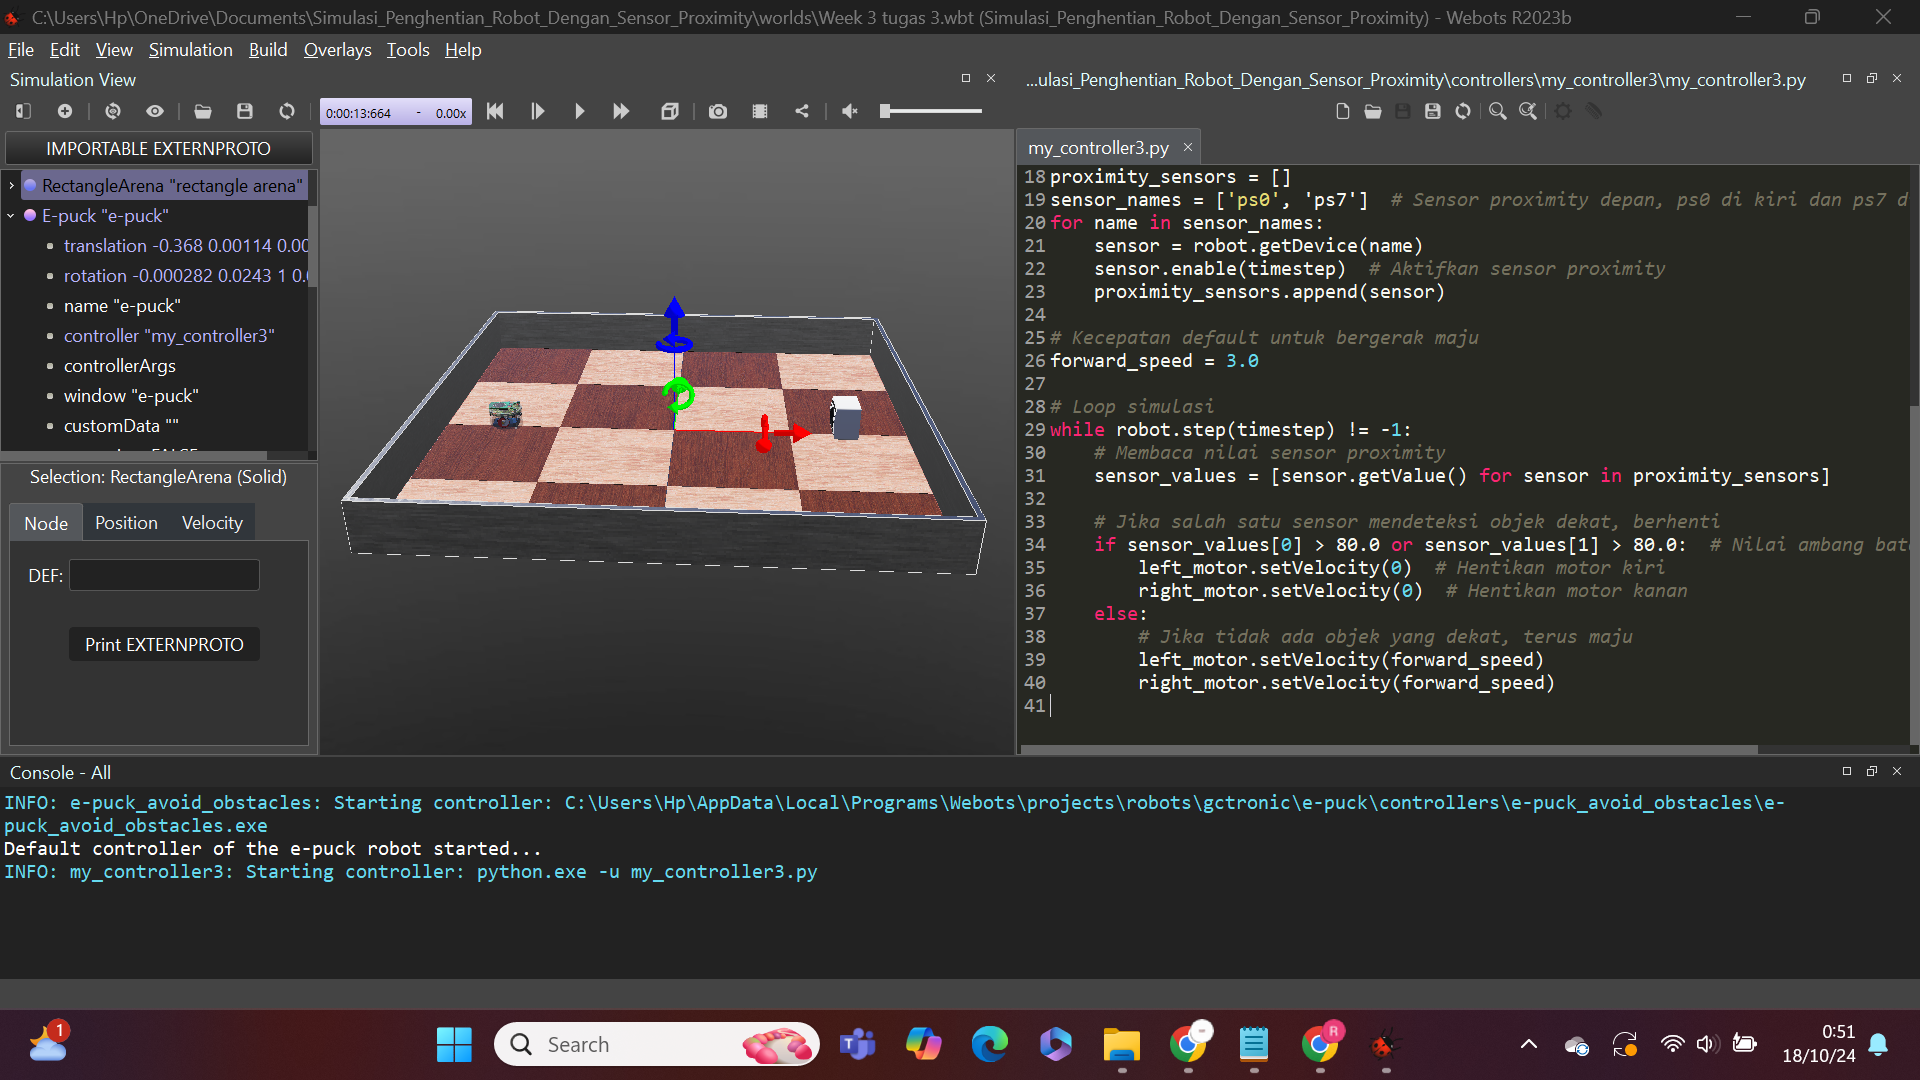 C:\Users\Hp\OneDrive\Documents\Simulasi_Penghentian_Robot_Dengan_Sensor_Proximity\worlds\Week 3 tugas 3.wbt (Simulasi_Penghentian_Robot_Dengan_Sensor_Proximity) - Webots R2023b
File Edit View Simulation Build Overlays Tools Help
Simulation View
0:00:13:664 - 0.00x
IMPORTABLE EXTERNPROTO
RectangleArena "rectangle arena"
E-puck "e-puck"
translation -0.368 0.00114 0.00
rotation -0.000282 0.0243 1 0.
name "e-puck"
controller "my_controller3"
controllerArgs
window "e-puck"
customData ""
Selection: RectangleArena (Solid)
Node Position Velocity
DEF:
Print EXTERNPROTO
...ulasi_Penghentian_Robot_Dengan_Sensor_Proximity\controllers\my_controller3\my_controller3.py
my_controller3.py
18 proximity_sensors = []
19 sensor_names = ['ps0', 'ps7']  # Sensor proximity depan, ps0 di kiri dan ps7 d
20 for name in sensor_names:
21     sensor = robot.getDevice(name)
22     sensor.enable(timestep)  # Aktifkan sensor proximity
23     proximity_sensors.append(sensor)
24
25 # Kecepatan default untuk bergerak maju
26 forward_speed = 3.0
27
28 # Loop simulasi
29 while robot.step(timestep) != -1:
30     # Membaca nilai sensor proximity
31     sensor_values = [sensor.getValue() for sensor in proximity_sensors]
32
33     # Jika salah satu sensor mendeteksi objek dekat, berhenti
34     if sensor_values[0] > 80.0 or sensor_values[1] > 80.0:  # Nilai ambang bat
35         left_motor.setVelocity(0)  # Hentikan motor kiri
36         right_motor.setVelocity(0)  # Hentikan motor kanan
37     else:
38         # Jika tidak ada objek yang dekat, terus maju
39         left_motor.setVelocity(forward_speed)
40         right_motor.setVelocity(forward_speed)
41
Console - All
INFO: e-puck_avoid_obstacles: Starting controller: C:\Users\Hp\AppData\Local\Programs\Webots\projects\robots\gctronic\e-puck\controllers\e-puck_avoid_obstacles\e-
puck_avoid_obstacles.exe
Default controller of the e-puck robot started...
INFO: my_controller3: Starting controller: python.exe -u my_controller3.py
1
Search
R
0:51
18/10/24